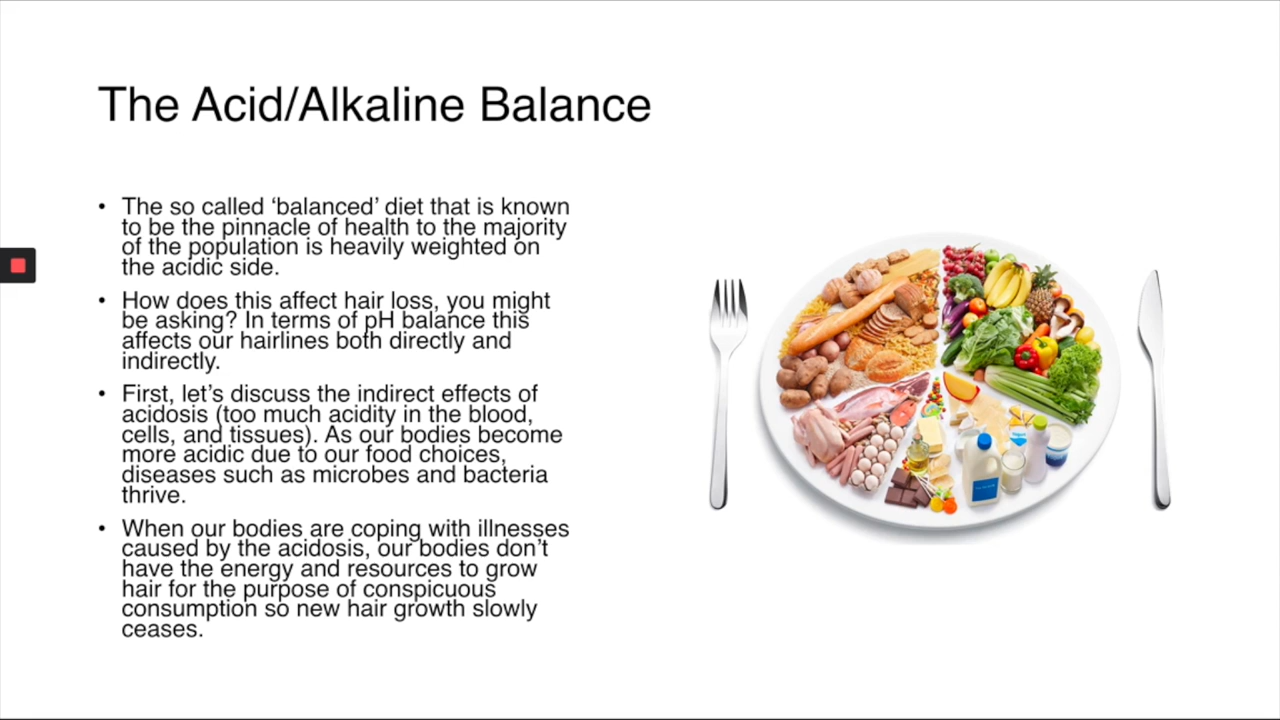 The Acid/Alkaline Balance
• The so called ‘balanced’ diet that is known
to be the pinnacle of health to the majority
of the population is heavily weighted on
the acidic side.
• How does this affect hair loss, you might
be asking? In terms of pH balance this
affects our hairlines both directly and
indirectly.
• First, let’s discuss the indirect effects of
acidosis (too much acidity in the blood,
cells, and tissues). As our bodies become
more acidic due to our food choices,
diseases such as microbes and bacteria
thrive.
• When our bodies are coping with illnesses
caused by the acidosis, our bodies don’t
have the energy and resources to grow
hair for the purpose of conspicuous
consumption so new hair growth slowly
ceases.